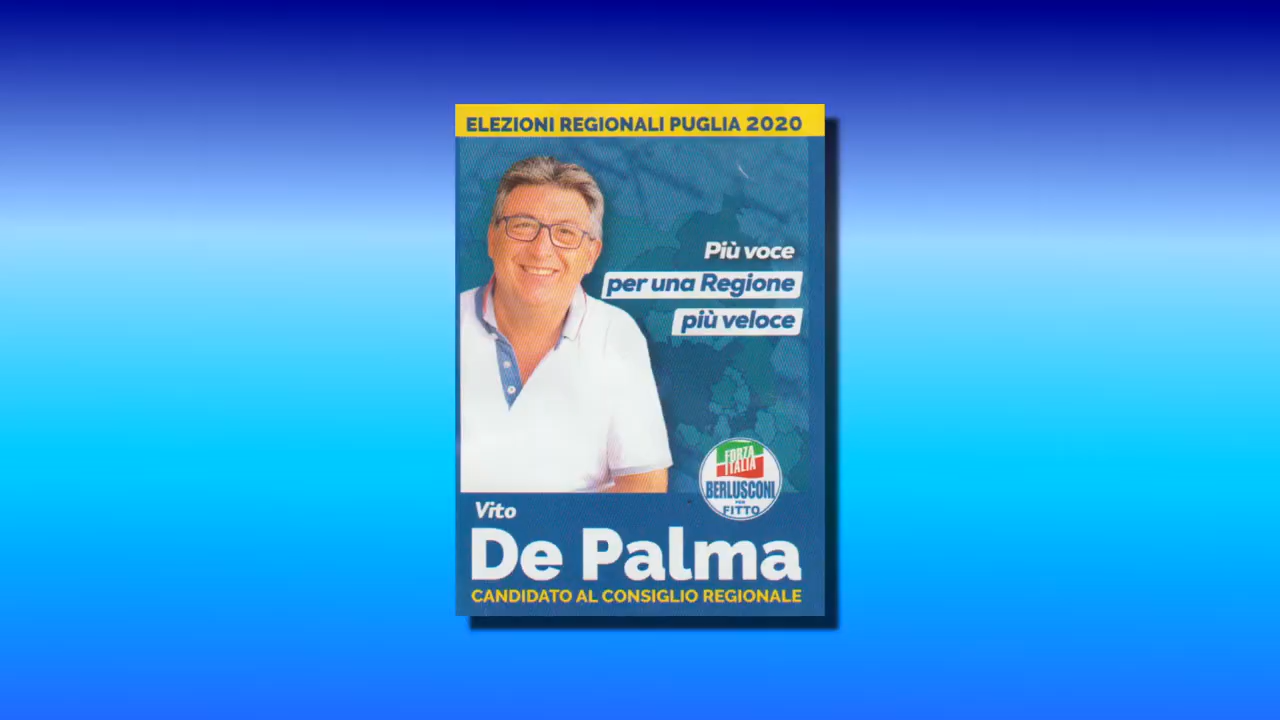 ELEZIONI REGIONALI PUGLIA 2020
Più voce
per una Regione
più veloce
FORZA
ITALIA
BERLUSCONI
PER
FITTO
Vito
De Palma
CANDIDATO AL CONSIGLIO REGIONALE